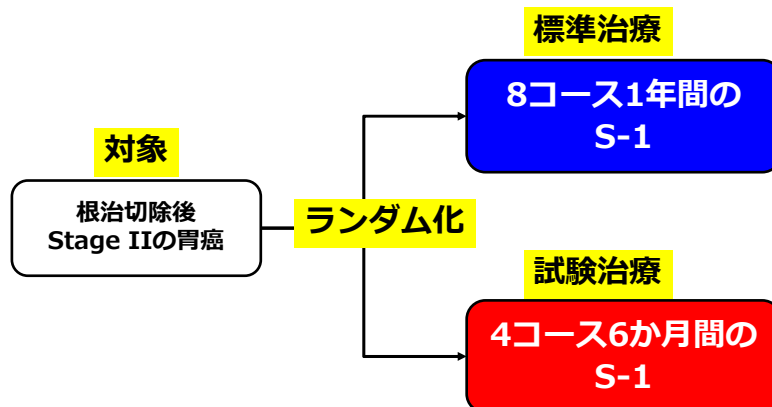 対象
根治切除後
Stage IIの胃癌
ランダム化
標準治療
8コース1年間の
S-1
試験治療
4コース6か月間の
S-1